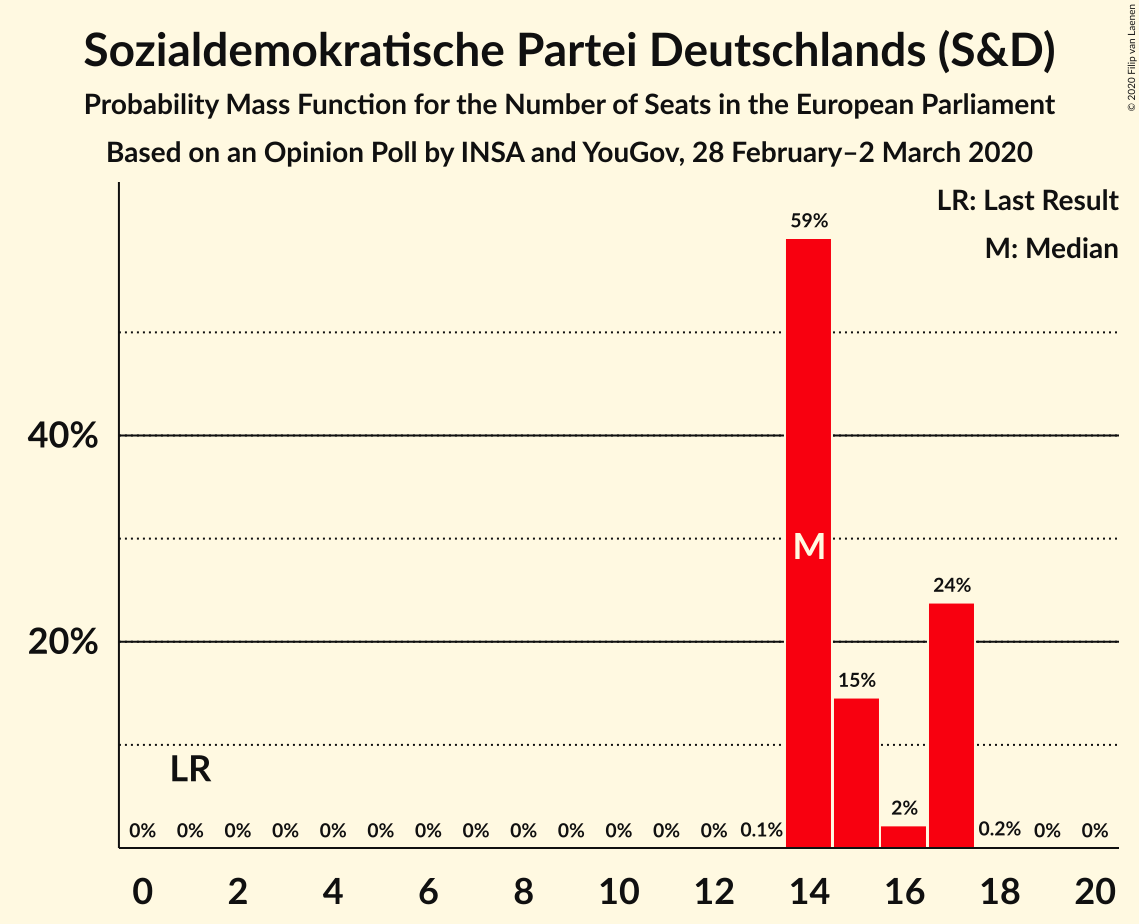 Sozialdemokratische Partei Deutschlands (S&D)
Probability Mass Function for the Number of Seats in the European Parliament
Based on an Opinion Poll by INSA and YouGov, 28 February–2 March 2020
© 2020 Filip van Laenen
LR: Last Result
M: Median
59%
40%
M
24%
20%
15%
LR
2%
0% 0% 0% 0% 0% 0% 0% 0% 0% 0% 0% 0% 0% 0.1% 0.2% 0% 0%
0 2 4 6 8 10 12 14 16 18 20